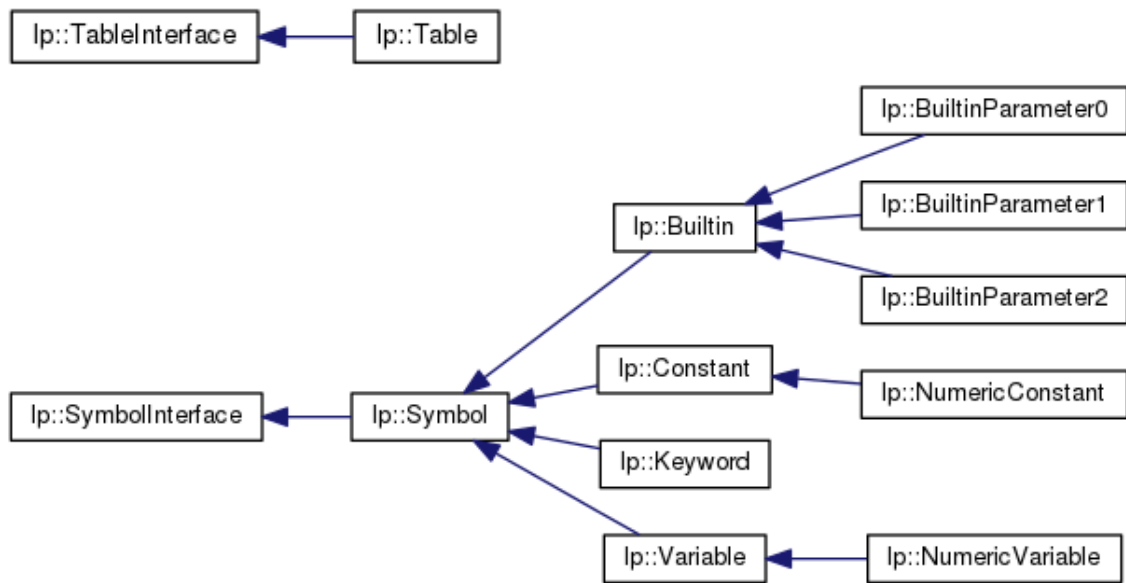 lp::TableInterface
lp::Table
lp::BuiltinParameter0
lp::BuiltinParameter1
lp::Builtin
lp::BuiltinParameter2
lp::Constant
lp::NumericConstant
lp::SymbolInterface
lp::Symbol
lp::Keyword
lp::Variable
lp::NumericVariable